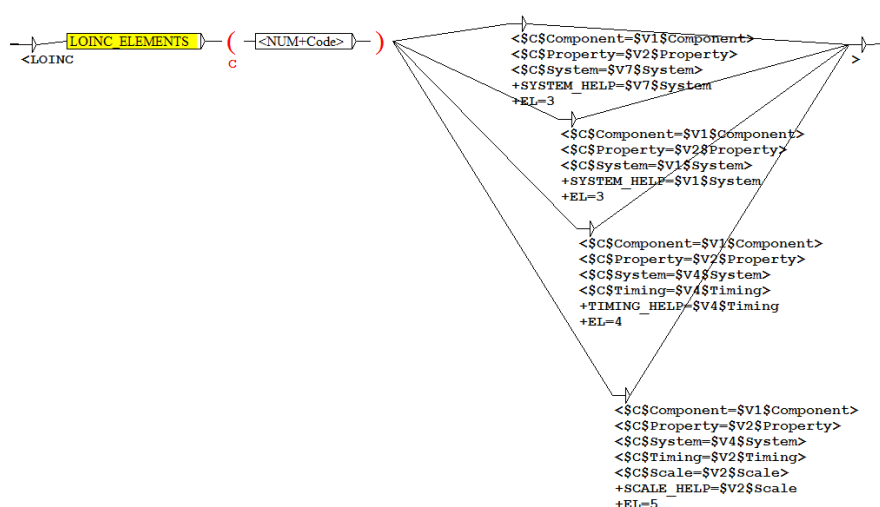 LOINC_ELEMENTS
<LOINC
(
C
<NUM+Code>
)
<$C$Component=$V1$Component>
<$C$Property=$V2$Property>
<$C$System=$V7$System>
+SYSTEM_HELP=$V7$System
+EL=3
>
<$C$Component=$V1$Component>
<$C$Property=$V2$Property>
<$C$System=$V1$System>
+SYSTEM_HELP=$V1$System
+EL=3
<$C$Component=$V1$Component>
<$C$Property=$V2$Property>
<$C$System=$V4$System>
<$C$Timing=$V4$Timing>
+TIMING_HELP=$V4$Timing
+EL=4
<$C$Component=$V1$Component>
<$C$Property=$V2$Property>
<$C$System=$V4$System>
<$C$Timing=$V2$Timing>
<$C$Scale=$V2$Scale>
+SCALE_HELP=$V2$Scale
+EL=5